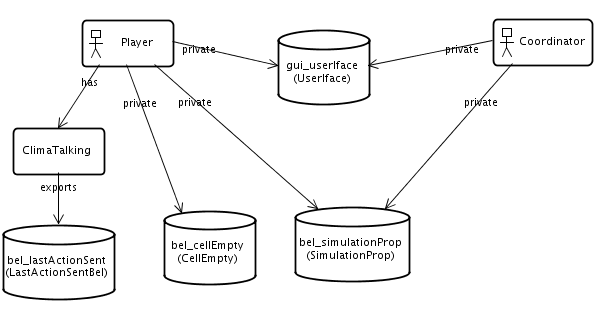 Player
Coordinator
private
private
gui_userIface
(UserIface)
has
private
private
private
ClimaTalking
exports
bel_lastActionSent
(LastActionSentBel)
bel_cellEmpty
(CellEmpty)
bel_simulationProp
(SimulationProp)